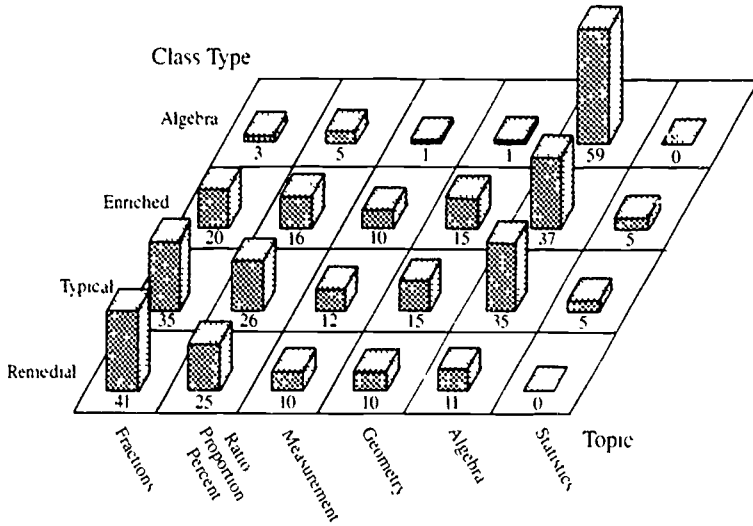 Class Type
Algebra
3 5 1 1 59 0
Enriched
20 16 10 15 37 5
Typical
35 26 12 15 35 5
Remedial
41 25 10 10 11 0
Fractions
Ratio
Proportion
Percent
Measurement
Geometry
Algebra
Statistics
Topic